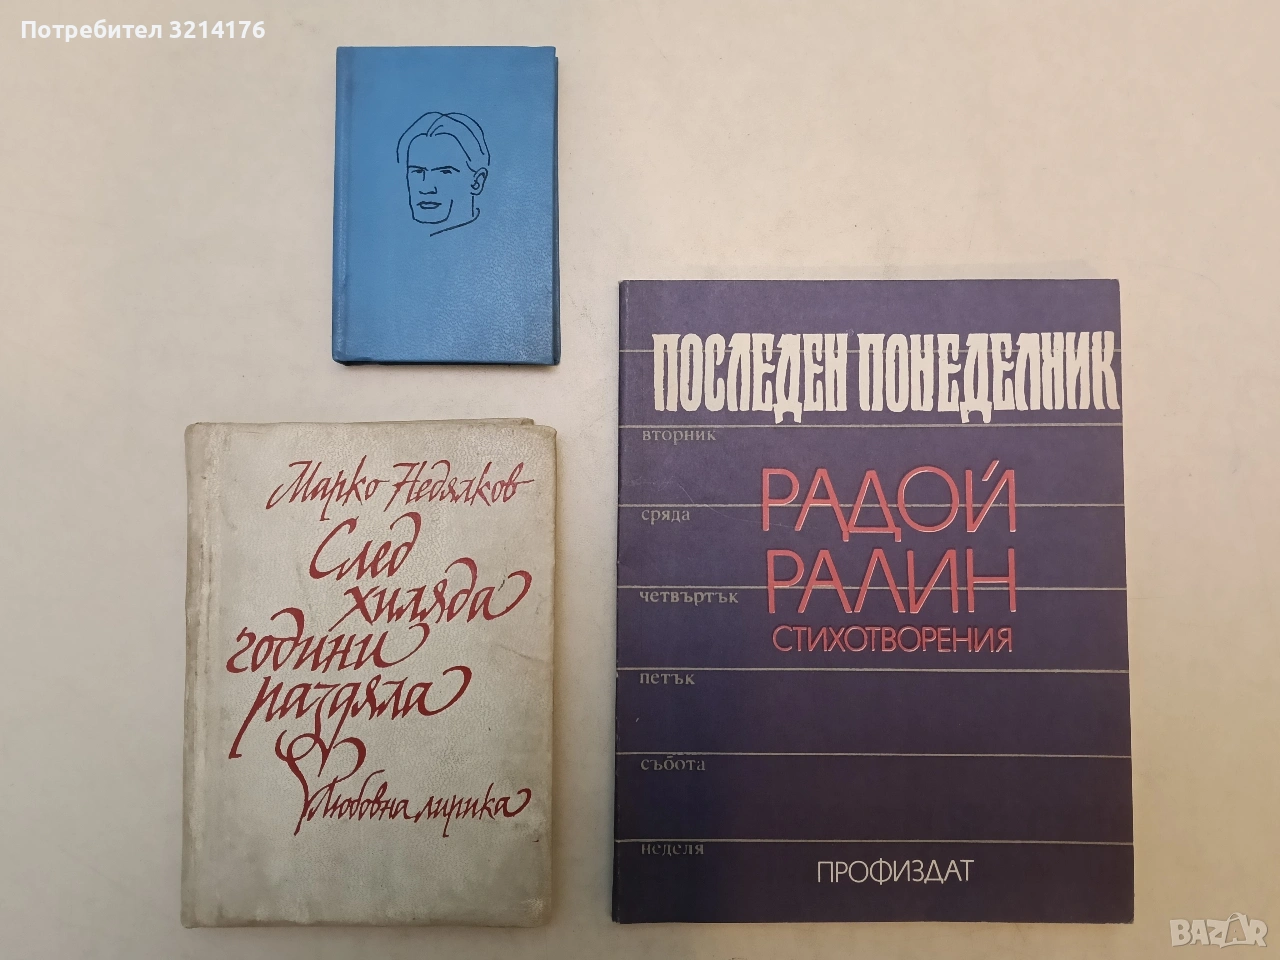 Потребител 3214176
Марко Недялков
След
хиляда
години
раздяла
Любовна лирика
ПОСЛЕДЕН ПОНЕДЕЛНИК
вторник
сряда
четвъртък
петък
събота
неделя
РАДОЙ
РАЛИН
СТИХОТВОРЕНИЯ
ПРОФИЗДАТ
BAZAR